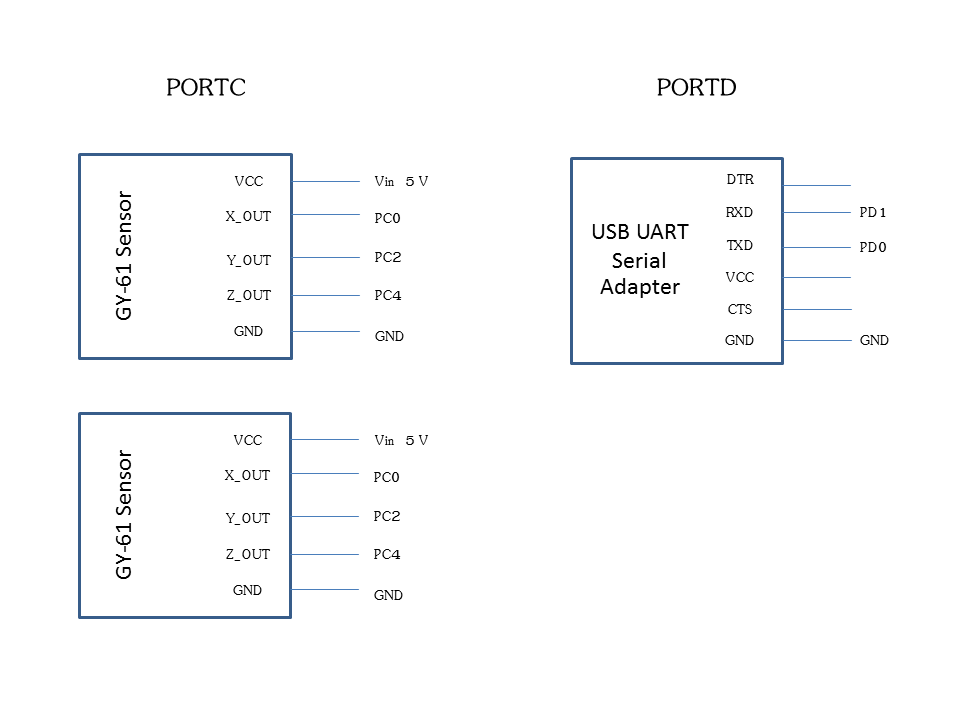 PORTC
GY-61 Sensor
VCC Vin 5V
X_OUT PC0
Y_OUT PC2
Z_OUT PC4
GND GND
GY-61 Sensor
VCC Vin 5V
X_OUT PC0
Y_OUT PC2
Z_OUT PC4
GND GND
PORTD
USB UART
Serial
Adapter
DTR
RXD PD1
TXD PD0
VCC
CTS
GND GND